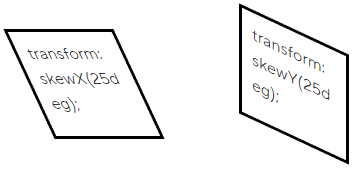 transform:
skewX(25d
eg);
transform:
skewY(25d
eg);